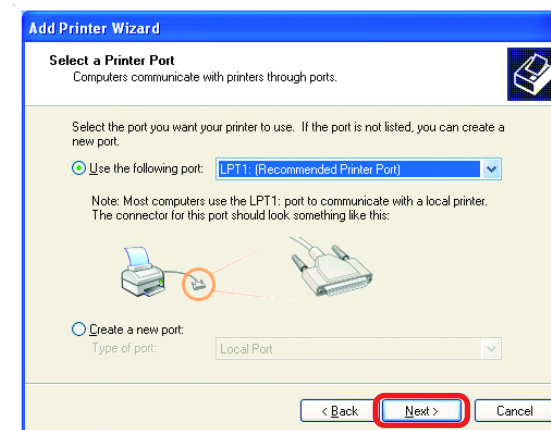 Add Printer Wizard
Select a Printer Port
Computers communicate with printers through ports.
Select the port you want your printer to use. If the port is not listed, you can create a
new port.
Use the following port: LPT1: (Recommended Printer Port)
Note: Most computers use the LPT1: port to communicate with a local printer.
The connector for this port should look something like this:
Create a new port:
Type of port: Local Port
< Back Next > Cancel